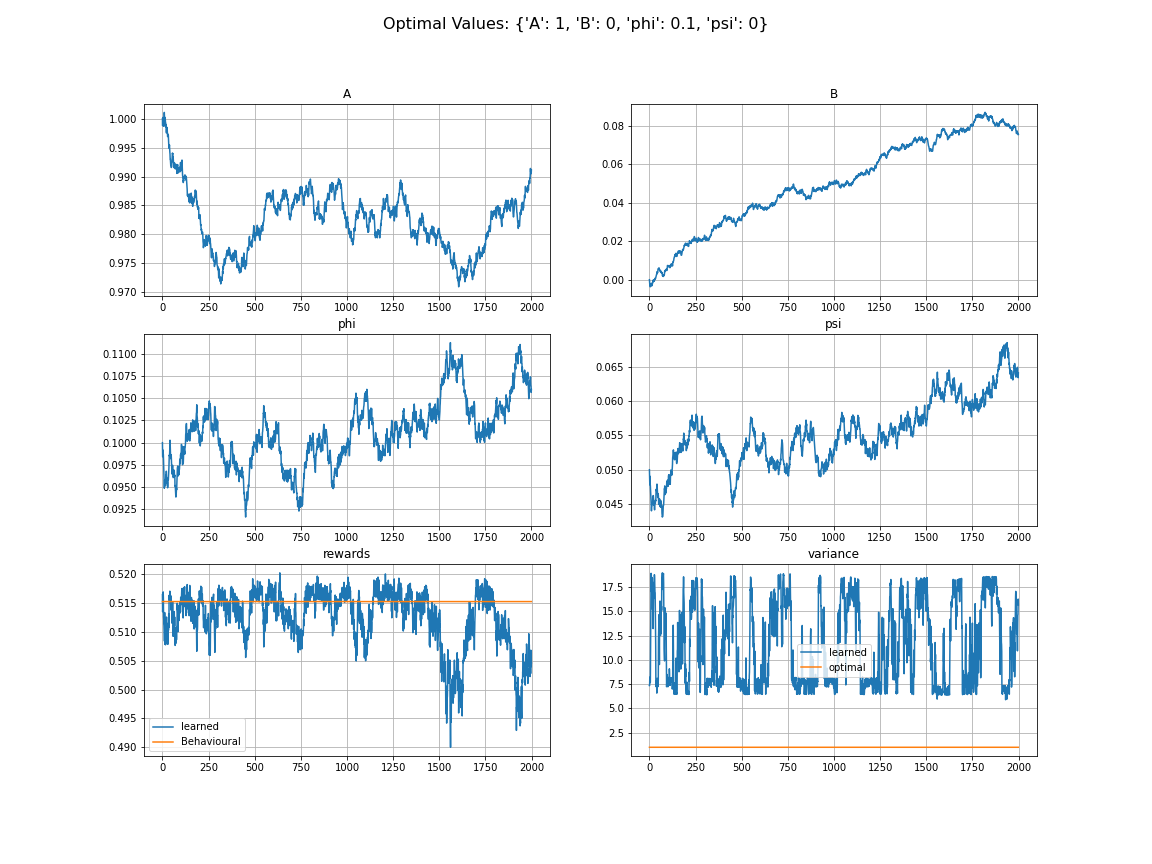 Optimal Values: {'A': 1, 'B': 0, 'phi': 0.1, 'psi': 0}
A
1.000
0.995
0.990
0.985
0.980
0.975
0.970
0 250 500 750 1000 1250 1500 1750 2000
B
0.08
0.06
0.04
0.02
0.00
0 250 500 750 1000 1250 1500 1750 2000
phi
0.1100
0.1075
0.1050
0.1025
0.1000
0.0975
0.0950
0.0925
0 250 500 750 1000 1250 1500 1750 2000
psi
0.065
0.060
0.055
0.050
0.045
0 250 500 750 1000 1250 1500 1750 2000
rewards
0.520
0.515
0.510
0.505
0.500
0.495
0.490
learned
Behavioural
0 250 500 750 1000 1250 1500 1750 2000
variance
17.5
15.0
12.5
10.0
7.5
5.0
2.5
learned
optimal
0 250 500 750 1000 1250 1500 1750 2000